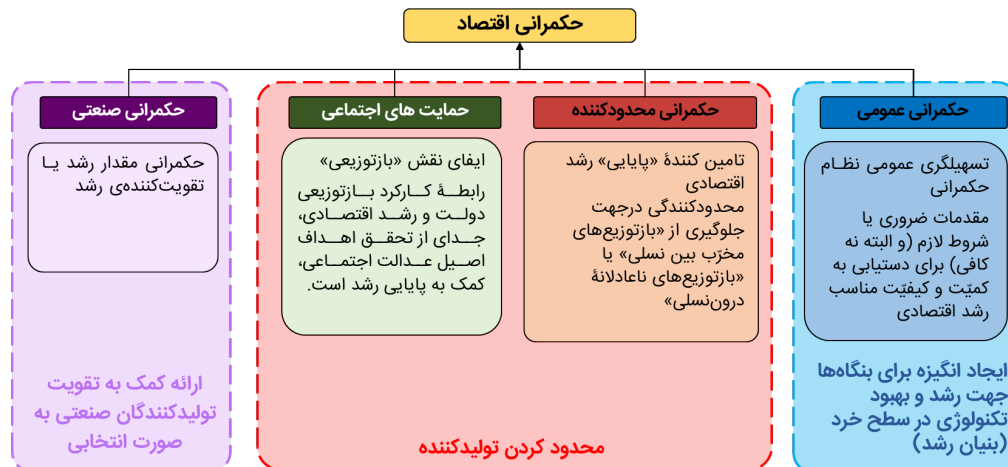 حکمرانی اقتصاد
حکمرانی عمومی
تسهیلگری عمومی نظام
حکمرانی
مقدمات ضروری یا
شروط لازم (و البته نه
کافی) برای دستیابی به
کمیّت و کیفیّت مناسب
رشد اقتصادی
ایجاد انگیزه برای بنگاه‌ها
جهت رشد و بهبود
تکنولوژی در سطح خرد
(بنیان رشد)
حکمرانی محدودکننده
تامین کنندهٔ «پایایی» رشد
اقتصادی
محدودکنندگی درجهت
جلوگیری از «بازتوزیع‌های
مخرّب بین نسلی» یا
«بازتوزیع‌های ناعادلانهٔ
درون‌نسلی»
حمایت های اجتماعی
ایفای نقش «بازتوزیعی»
رابطهٔ کارکرد بازتوزیعی
دولت و رشد اقتصادی،
جدای از تحقق اهداف
اصیل عدالت اجتماعی،
کمک به پایایی رشد است.
محدود کردن تولیدکننده
حکمرانی صنعتی
حکمرانی مقدار رشد یا
تقویت‌کننده‌ی رشد
ارائه کمک به تقویت
تولیدکنندگان صنعتی به
صورت انتخابی